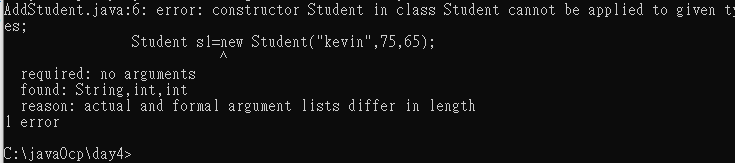 AddStudent.java:6: error: constructor Student in class Student cannot be applied to given ty
es;
Student s1=new Student("kevin",75,65);
^
required: no arguments
found: String,int,int
reason: actual and formal argument lists differ in length
1 error
C:\javaOcp\day4>